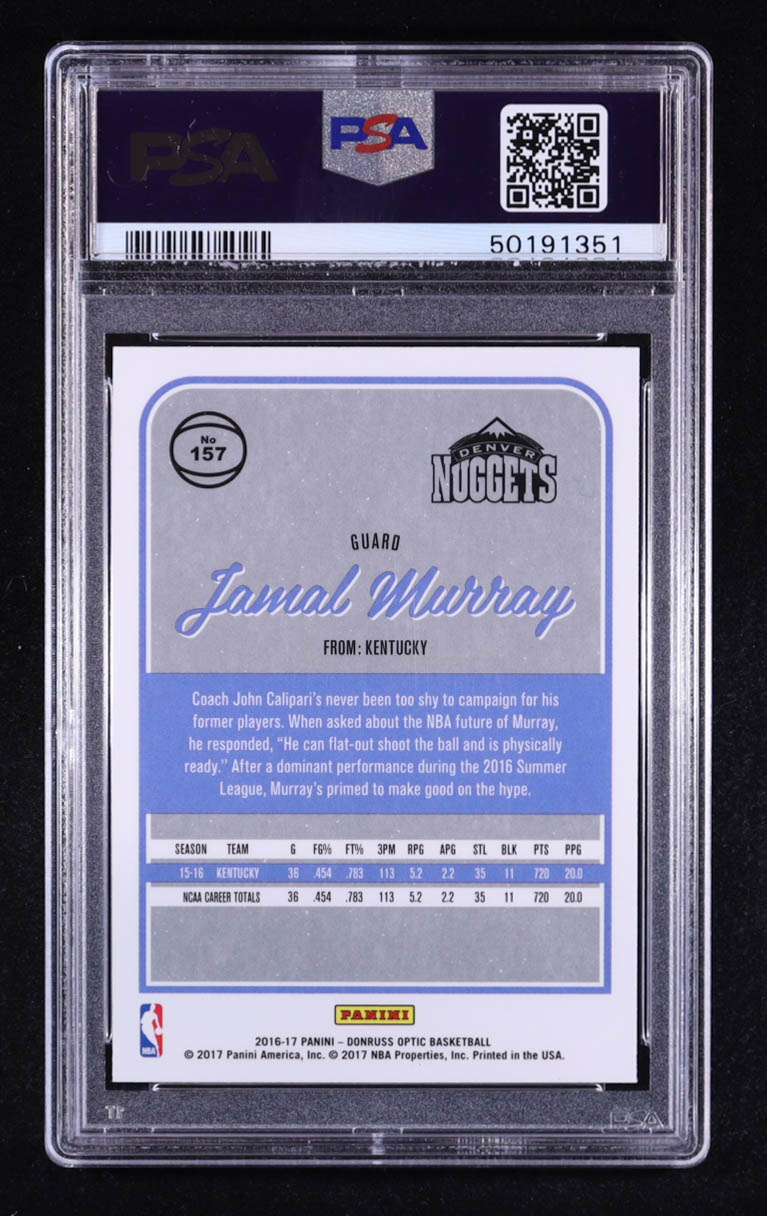 PSA
PSA
50191351
No
157
DENVER
NUGGETS
GUARD
Jamal Murray
FROM: KENTUCKY
Coach John Calipari's never been too shy to campaign for his
former players. When asked about the NBA future of Murray,
he responded, “He can flat-out shoot the ball and is physically
ready.” After a dominant performance during the 2016 Summer
League, Murray's primed to make good on the hype.
SEASON TEAM G FG% FT% 3PM RPG APG STL BLK PTS PPG
15-16 KENTUCKY 36 .454 .783 113 5.2 2.2 35 11 720 20.0
NCAA CAREER TOTALS 36 .454 .783 113 5.2 2.2 35 11 720 20.0
PANINI
NBA
2016-17 PANINI – DONRUSS OPTIC BASKETBALL
© 2017 Panini America, Inc. © 2017 NBA Properties, Inc. Printed in the USA.
PSA